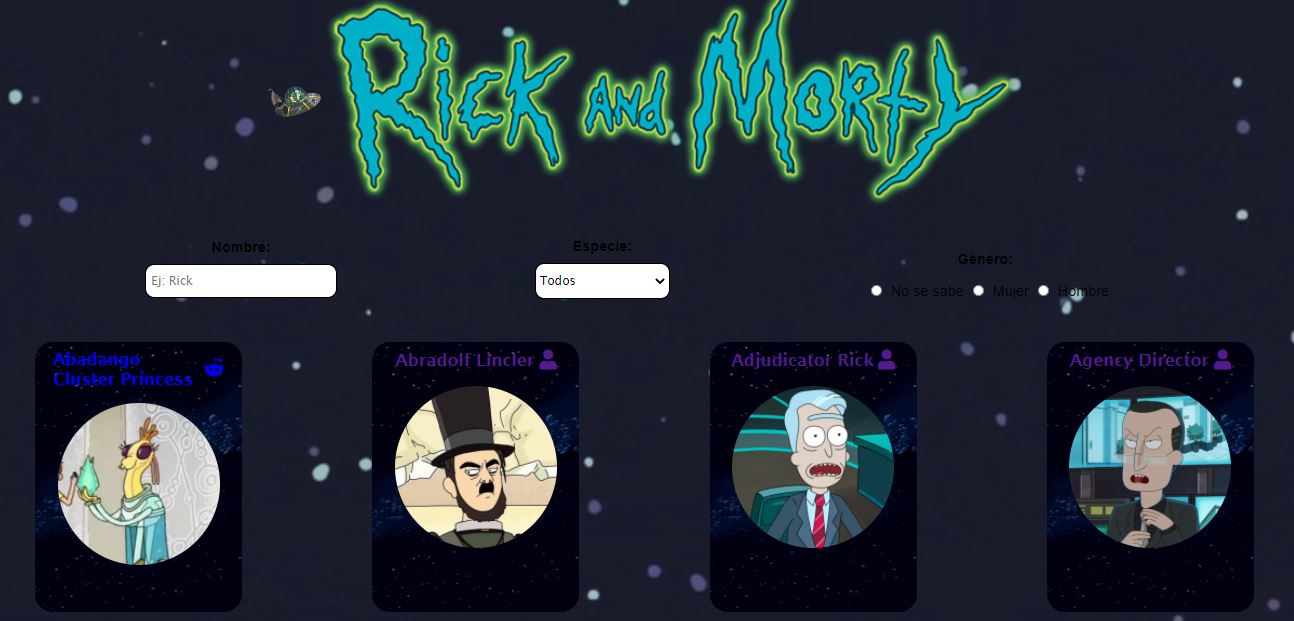 Rick and Morty
Nombre:
Ej: Rick
Especie:
Todos
Género:
No se sabe
Mujer
Hombre
Abadango
Cluster Princess
Abradolf Lincler
Adjudicator Rick
Agency Director